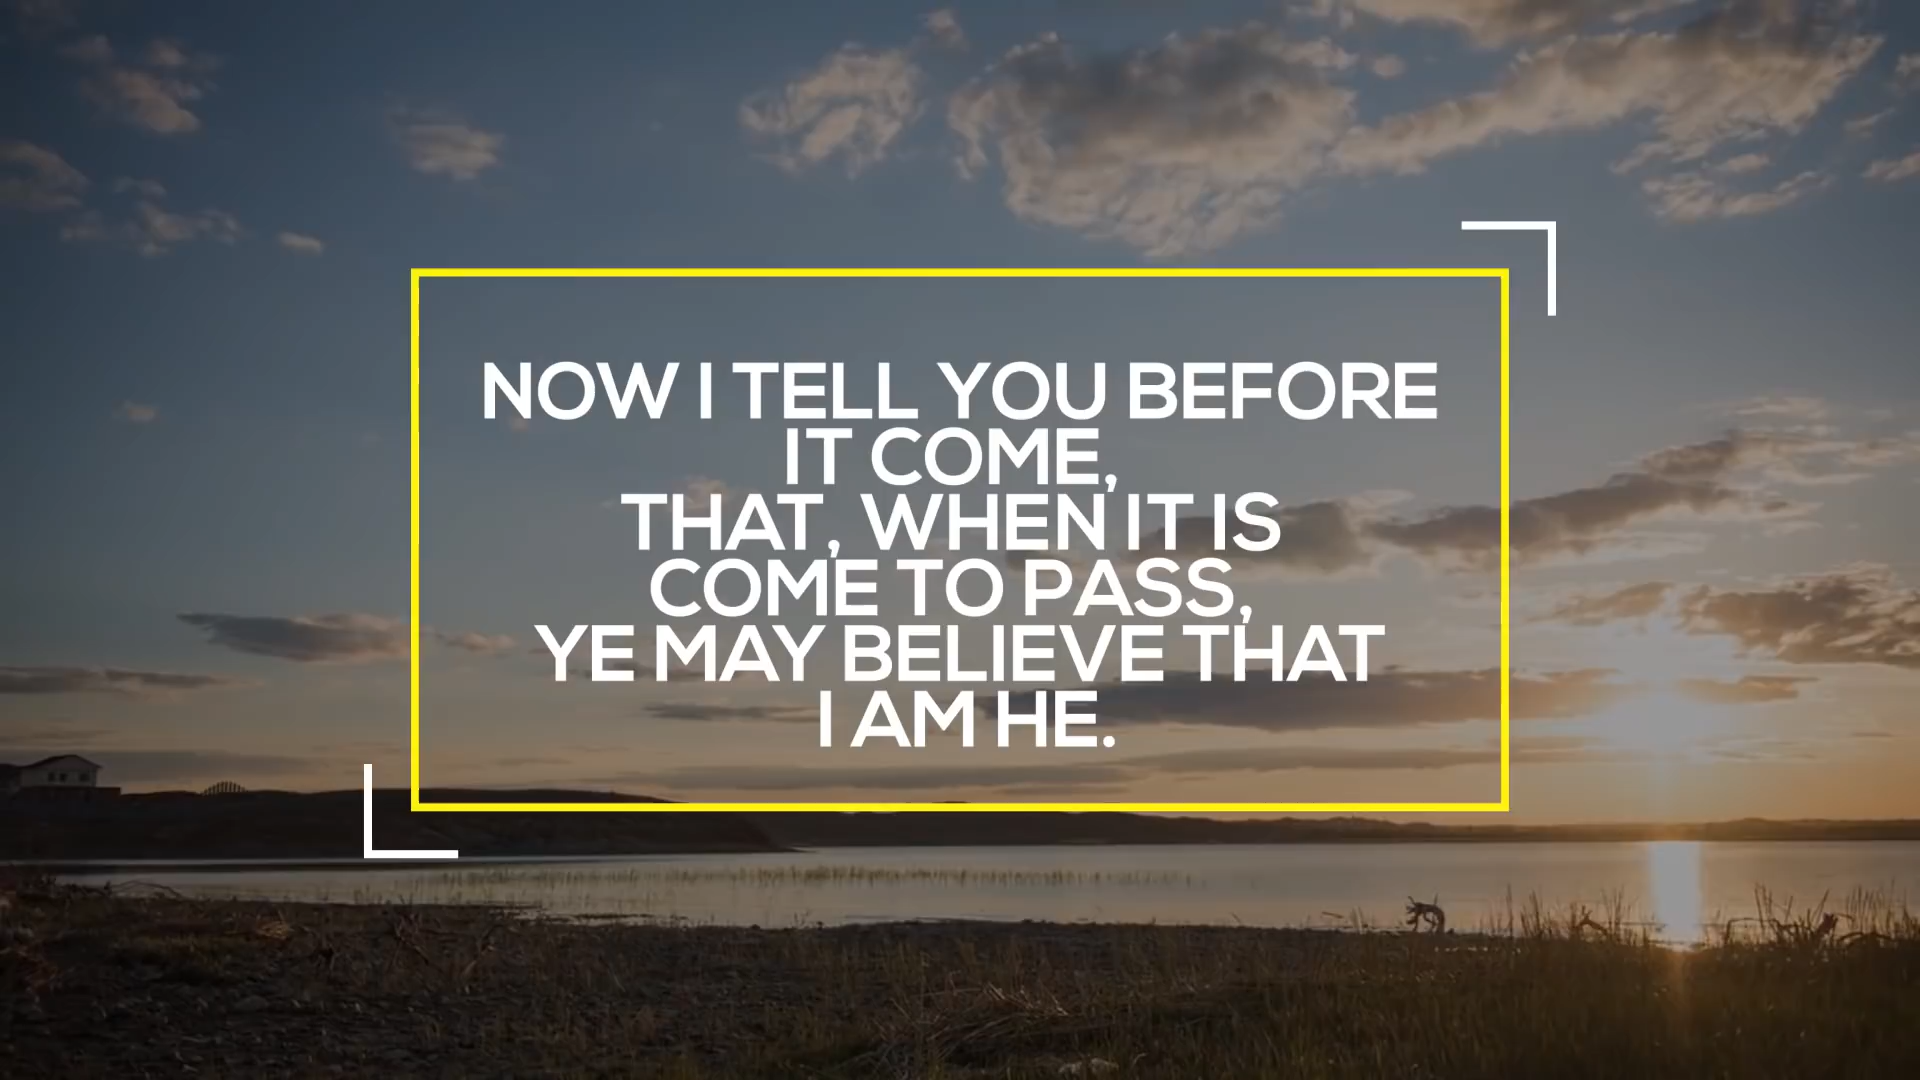 NOW I TELL YOU BEFORE
IT COME,
THAT, WHEN IT IS
COME TO PASS,
YE MAY BELIEVE THAT
I AM HE.